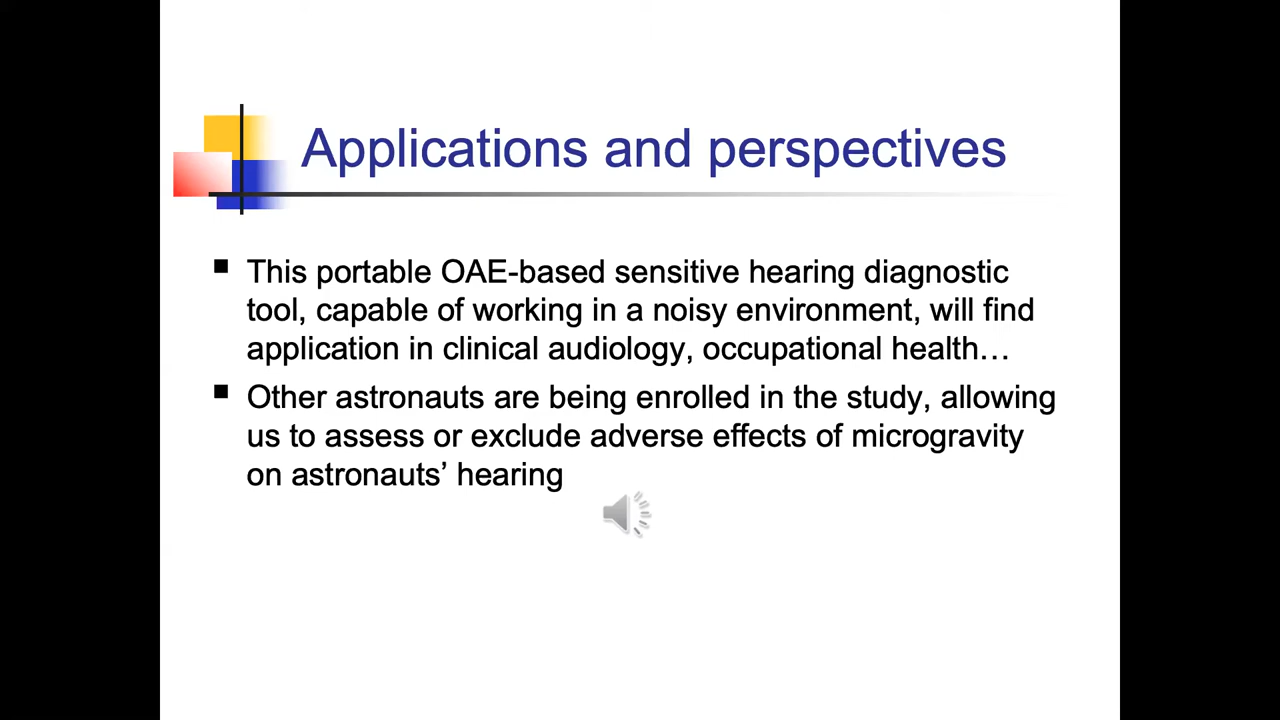 Applications and perspectives
This portable OAE-based sensitive hearing diagnostic
tool, capable of working in a noisy environment, will find
application in clinical audiology, occupational health…
Other astronauts are being enrolled in the study, allowing
us to assess or exclude adverse effects of microgravity
on astronauts’ hearing